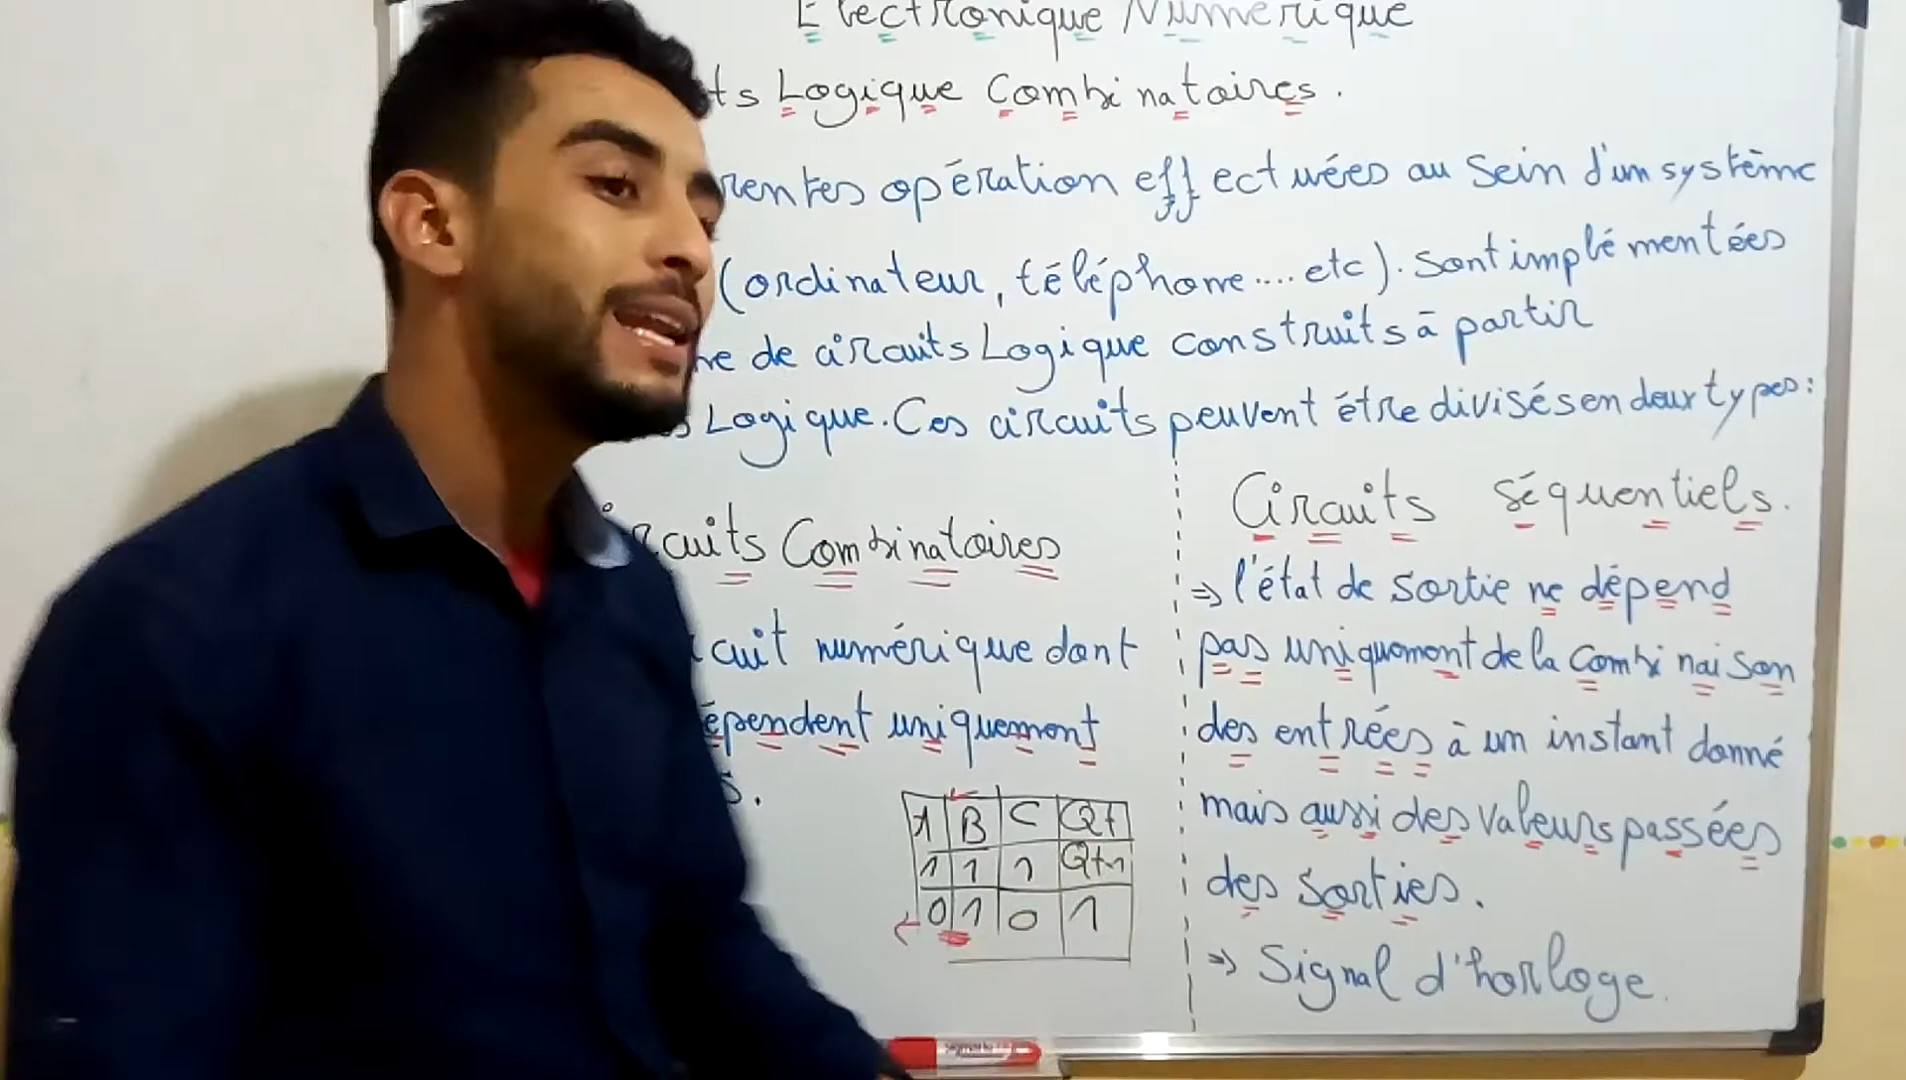 Electronique Numérique
ts Logique Combinatoires.
rentes opération effectuées au sein d'un système
(ordinateur, téléphone....etc). sont implémentées
de circuits Logique construits à partir
Logique. Ces circuits peuvent étre divisés en deux types:
rcuits Combinatoires
cuit numérique dont
épendent uniquement
s.
A B C Qt
1 1 1 Qt+1
0 1 0 1
Circuits séquentiels.
⇒ l'état de sortie ne dépend
pas uniquement de la Combinaison
des entrées à un instant donné
mais aussi des valeurs passées
des sorties.
⇒ Signal d'horloge.